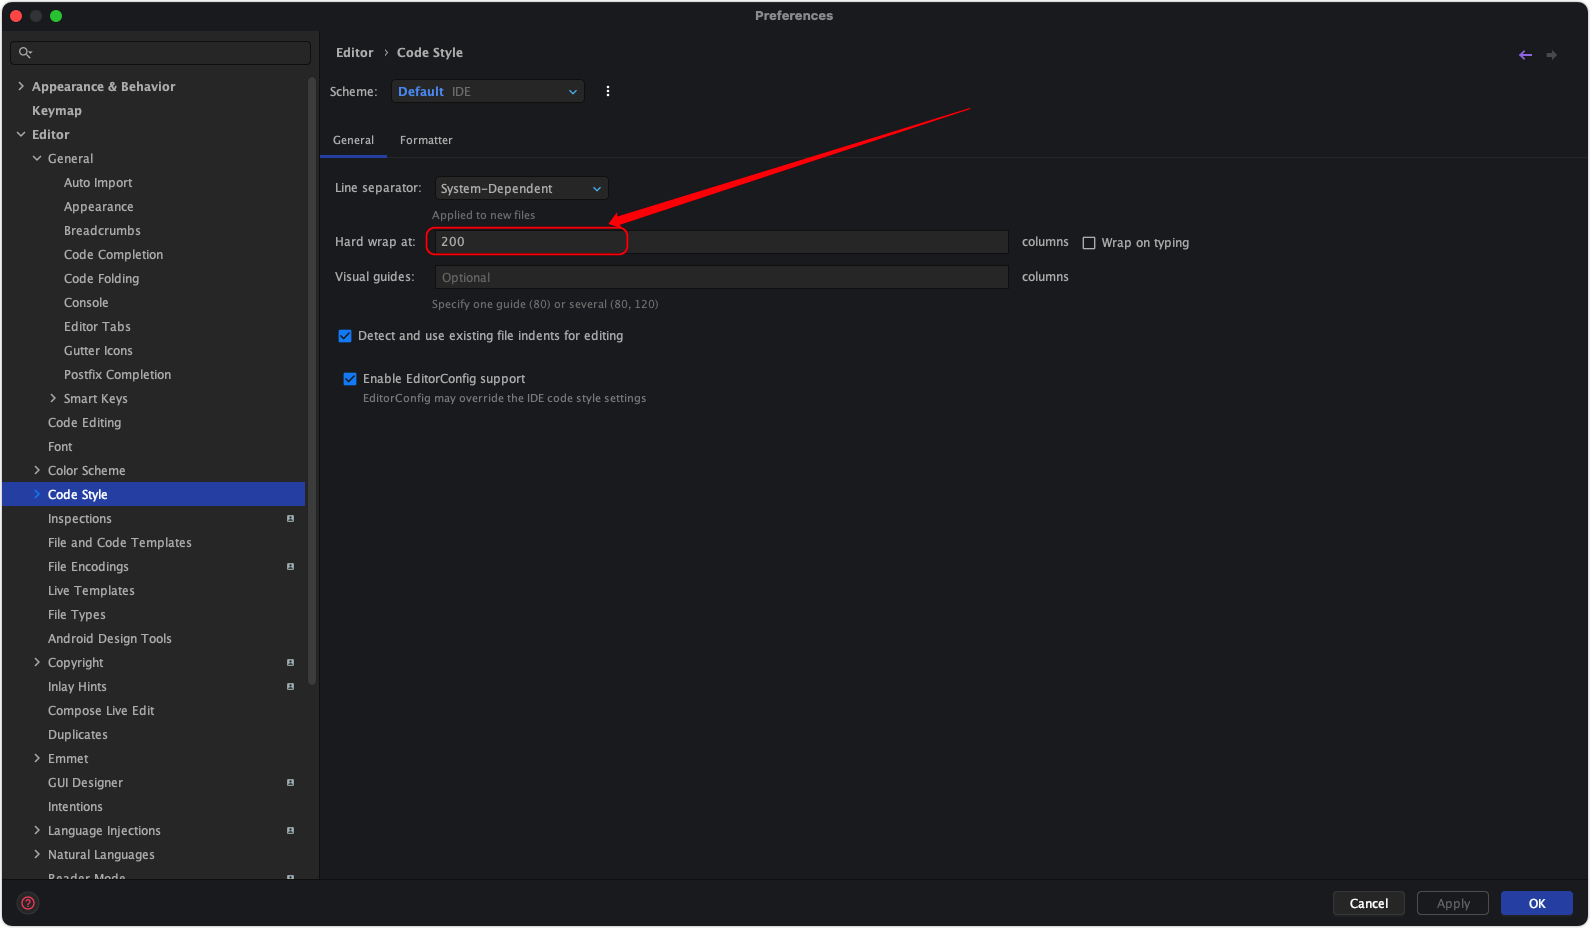 Preferences
Appearance & Behavior
Keymap
Editor
General
Auto Import
Appearance
Breadcrumbs
Code Completion
Code Folding
Console
Editor Tabs
Gutter Icons
Postfix Completion
Smart Keys
Code Editing
Font
Color Scheme
Code Style
Inspections
File and Code Templates
File Encodings
Live Templates
File Types
Android Design Tools
Copyright
Inlay Hints
Compose Live Edit
Duplicates
Emmet
GUI Designer
Intentions
Language Injections
Natural Languages
Reader Mode
Editor › Code Style
Scheme: Default IDE
General Formatter
Line separator: System-Dependent
Applied to new files
Hard wrap at: 200 columns Wrap on typing
Visual guides: Optional columns
Specify one guide (80) or several (80, 120)
Detect and use existing file indents for editing
Enable EditorConfig support
EditorConfig may override the IDE code style settings
? Cancel Apply OK